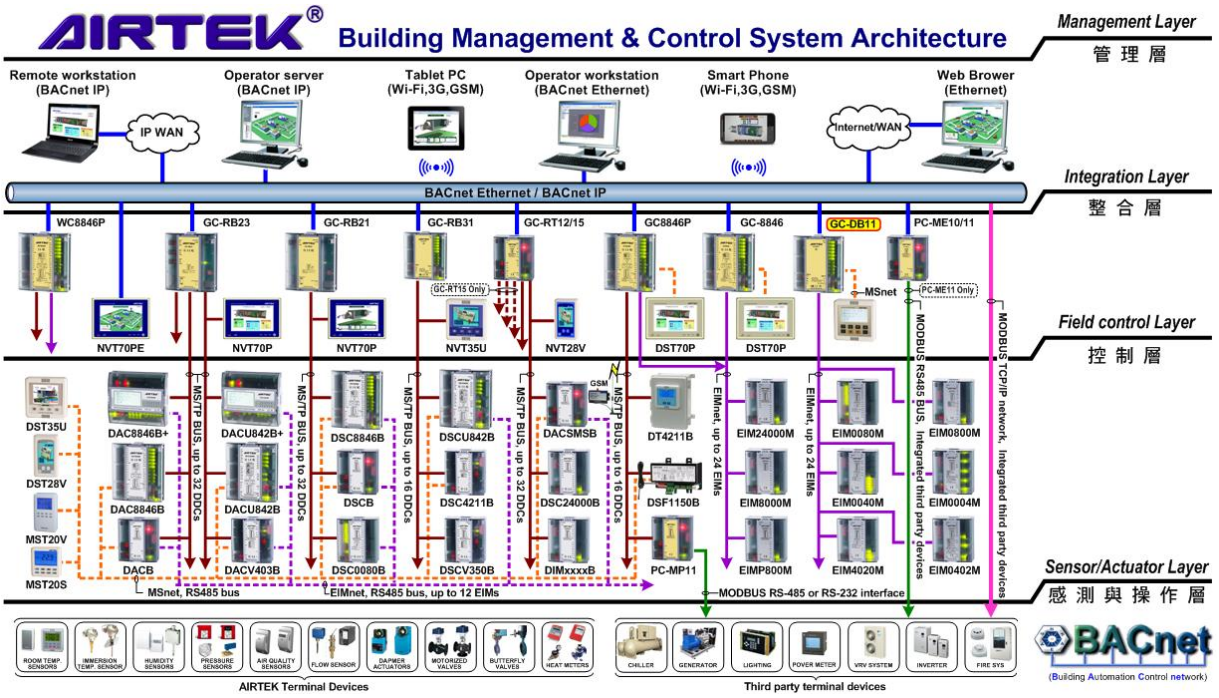 AIRTEK® Building Management & Control System Architecture
Management Layer
管理層
Remote workstation
(BACnet IP)
Operator server
(BACnet IP)
Tablet PC
(Wi-Fi,3G,GSM)
Operator workstation
(BACnet Ethernet)
Smart Phone
(Wi-Fi,3G,GSM)
Web Brower
(Ethernet)
IP WAN
Internet/WAN
BACnet Ethernet / BACnet IP
Integration Layer
整合層
WC8846P
GC-RB23
GC-RB21
GC-RB31
GC-RT12/15
GC8846P
GC-8846
GC-DB11
PC-ME10/11
GC-RT15 Only
MSnet
PC-ME11 Only
NVT70PE
NVT70P
NVT70P
NVT35U
NVT28V
DST70P
DST70P
Field control Layer
控制層
MS/TP BUS, up to 32 DDCs
MS/TP BUS, up to 32 DDCs
MS/TP BUS, up to 16 DDCs
MS/TP BUS, up to 32 DDCs
MS/TP BUS, up to 16 DDCs
EIMnet, up to 24 EIMs
EIMnet, up to 24 EIMs
MODBUS RS485 BUS, Integrated third party devices
MODBUS TCP/IP network, Integrated third party devices
GSM
DST35U
DAC8846B+
DACU842B+
DSC8846B
DSCU842B
DACSMSB
DT4211B
EIM24000M
EIM0080M
EIM0800M
DST28V
DAC8846B
DACU842B
DSCB
DSC4211B
DSC24000B
DSF1150B
EIM8000M
EIM0040M
EIM0004M
MST20V
MST20S
DACB
DACV403B
DSC0080B
DSCV350B
DIMxxxxB
PC-MP11
EIMP800M
EIM4020M
EIM0402M
MSnet, RS485 bus
EIMnet, RS485 bus, up to 12 EIMs
MODBUS RS-485 or RS-232 interface
Sensor/Actuator Layer
感測與操作層
ROOM TEMP.
SENSORS
IMMERSION
TEMP. SENSOR
HUMIDITY
SENSORS
PRESSURE
SENSORS
AIR QUALITY
SENSORS
FLOW SENSOR
DAPMER
ACTUATORS
MOTORIZED
VALVES
BUTTERFLY
VALVES
HEAT METERS
CHILLER
GENERATOR
LIGHTING
POVER METER
VRV SYSTEM
INVERTER
FIRE SYS
AIRTEK Terminal Devices
Third party terminal devices
BACnet
(Building Automation Control network)